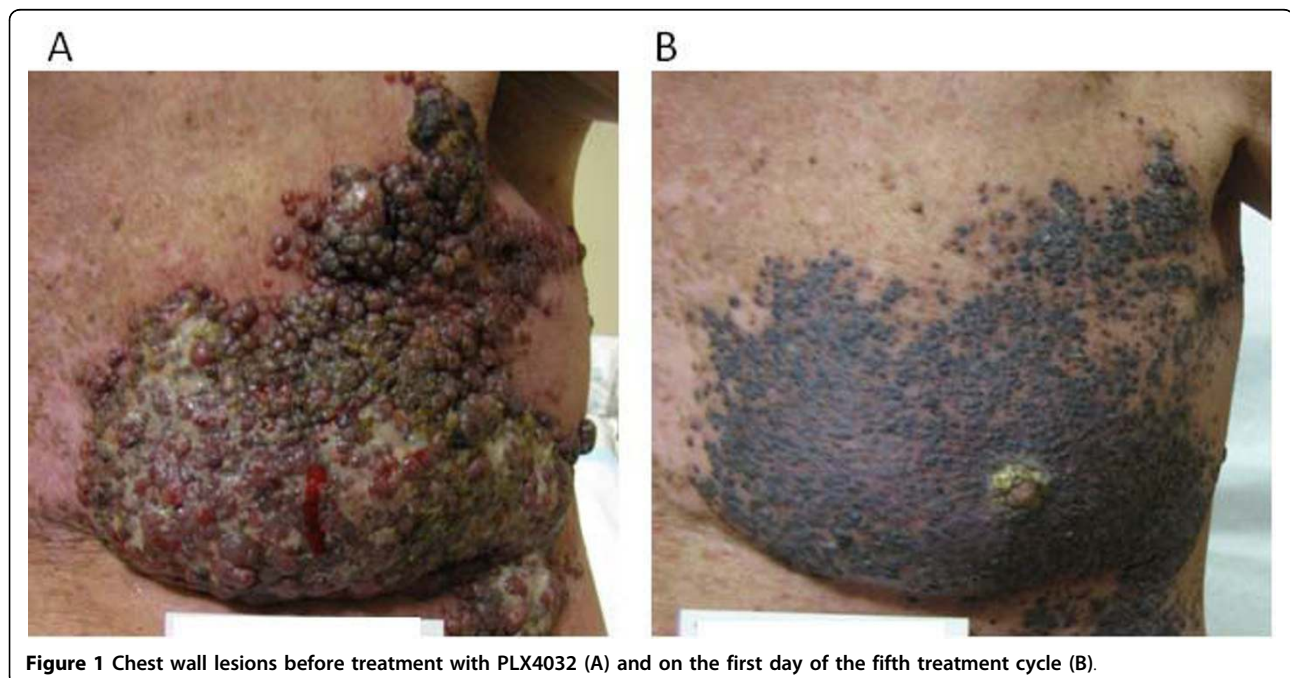 A
B
Figure 1 Chest wall lesions before treatment with PLX4032 (A) and on the first day of the fifth treatment cycle (B).